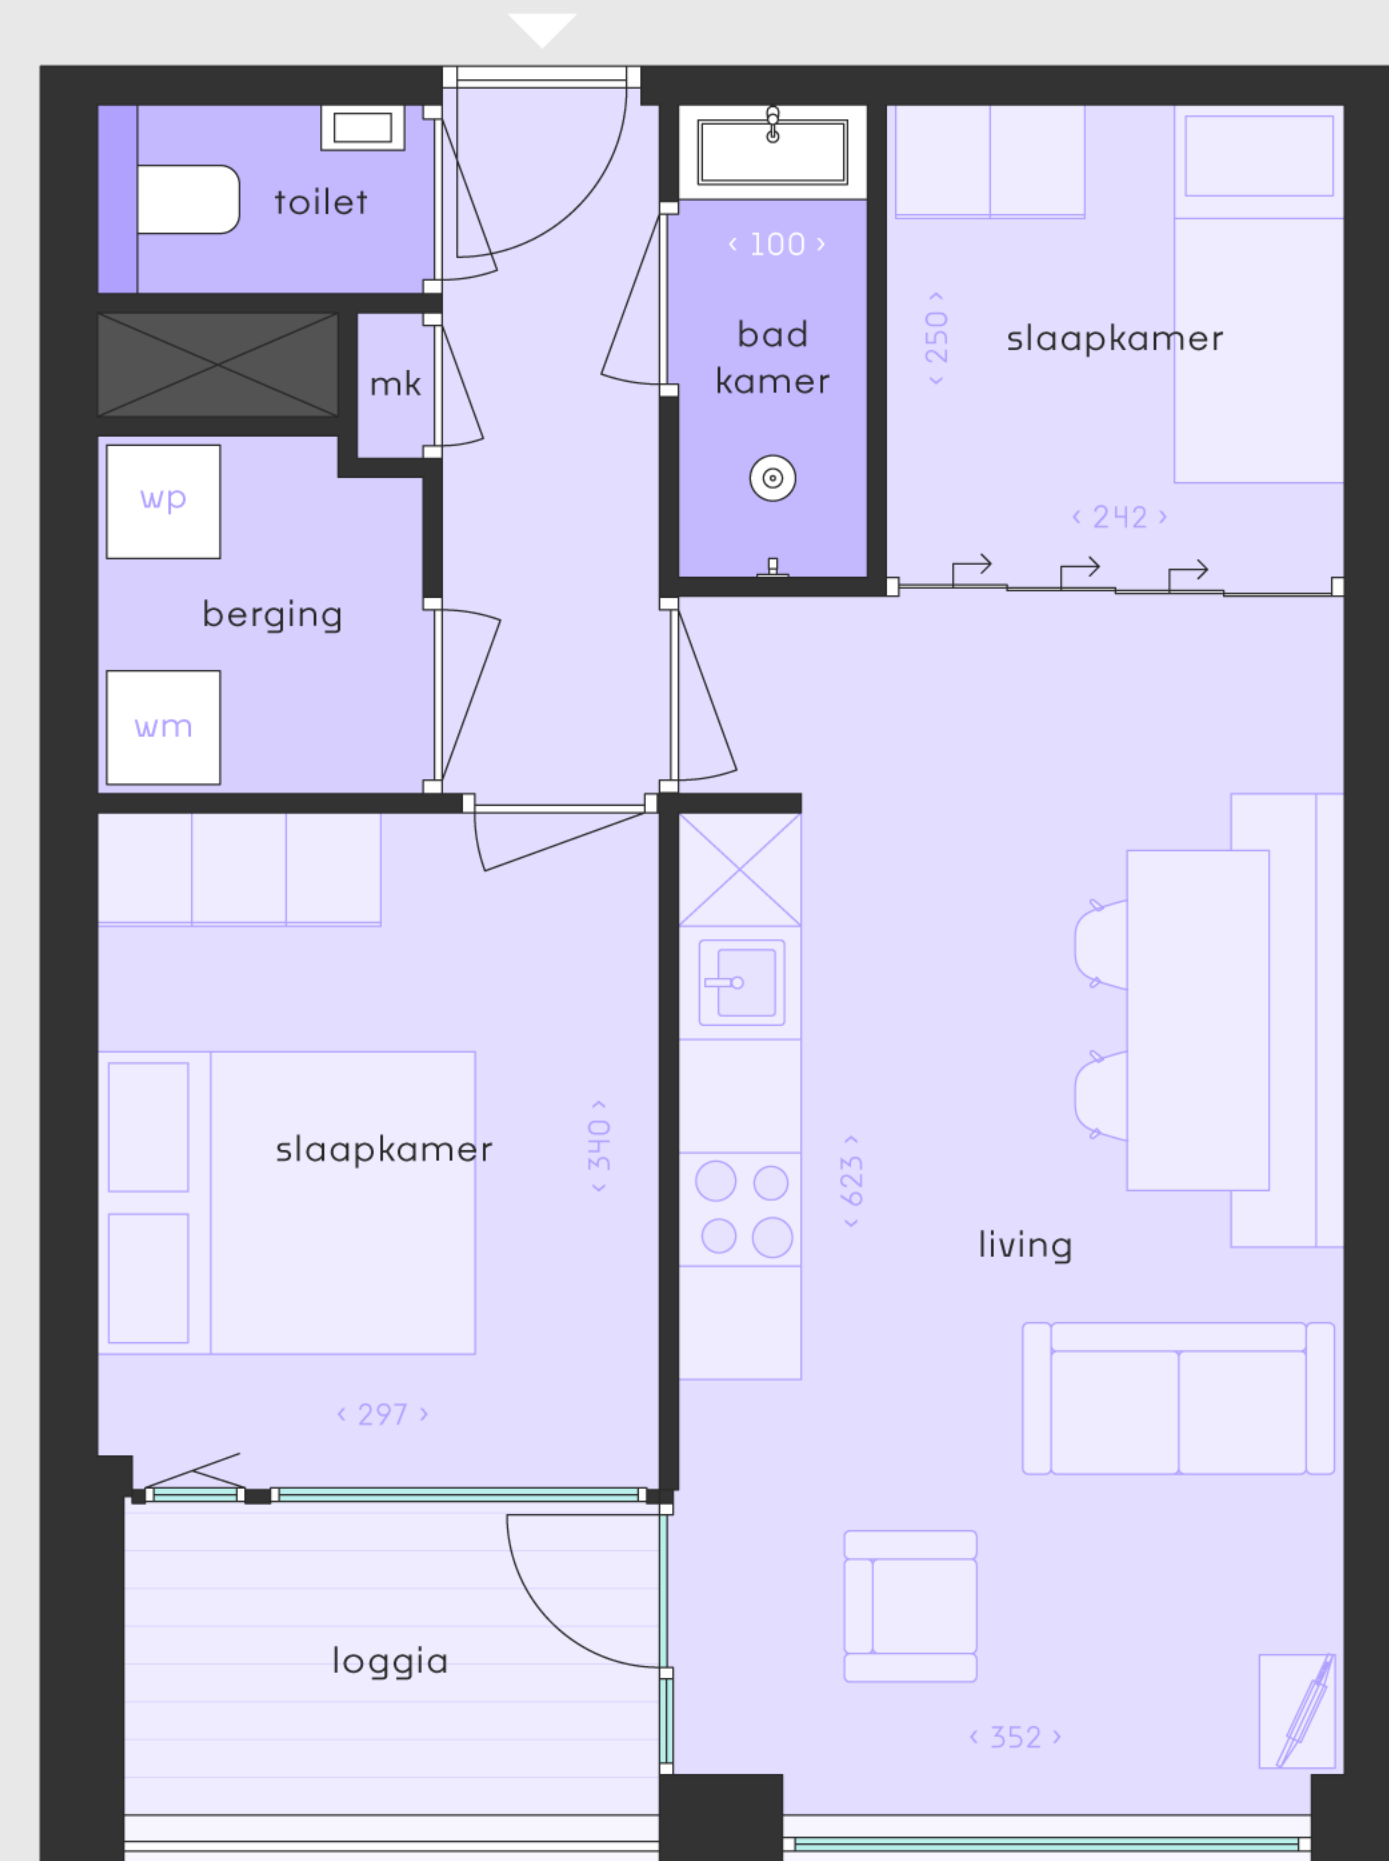 toilet
‹ 100 ›
bad
kamer
‹ 250 ›
slaapkamer
mk
wp
‹ 242 ›
berging
wm
slaapkamer
‹ 340 ›
‹ 623 ›
living
‹ 297 ›
loggia
‹ 352 ›